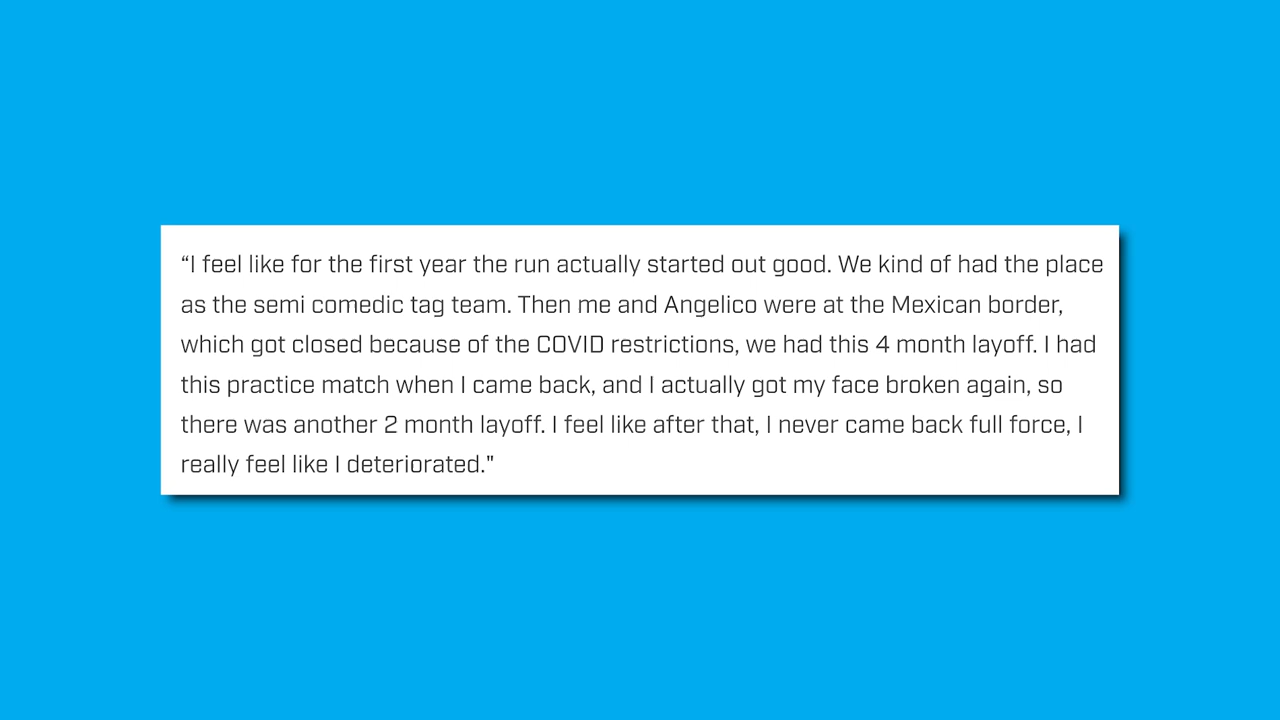 “I feel like for the first year the run actually started out good. We kind of had the place
as the semi comedic tag team. Then me and Angelico were at the Mexican border,
which got closed because of the COVID restrictions, we had this 4 month layoff. I had
this practice match when I came back, and I actually got my face broken again, so
there was another 2 month layoff. I feel like after that, I never came back full force, I
really feel like I deteriorated."